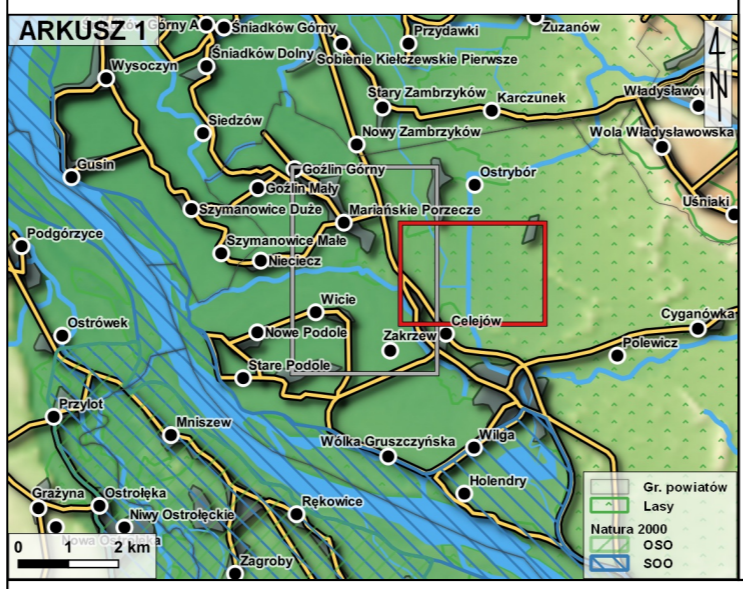 ARKUSZ 1
Górny A
Śniadków Górny
Przydawki
Zuzanów
Śniadków Dolny
Sobienie Kiełczewskie Pierwsze
Wysoczyn
Stary Zambrzyków
Karczunek
Władysławów
N
Siedzów
Nowy Zambrzyków
Wola Władysławowska
Gusin
Goźlin Górny
Ostrybór
Goźlin Mały
Uśniaki
Szymanowice Duże
Mariańskie Porzecze
Podgórzyce
Szymanowice Małe
Nieciecz
Wicie
Cyganówka
Ostrówek
Nowe Podole
Celejów
Zakrzew
Polewicz
Stare Podole
Przylot
Mniszew
Wólka Gruszczyńska
Wilga
Holendry
Grażyna
Ostrołęka
Rękowice
Niwy Ostrołęckie
Nowa Ostrołęka
Zagroby
0 1 2 km
Gr. powiatów
Lasy
Natura 2000
OSO
SOO